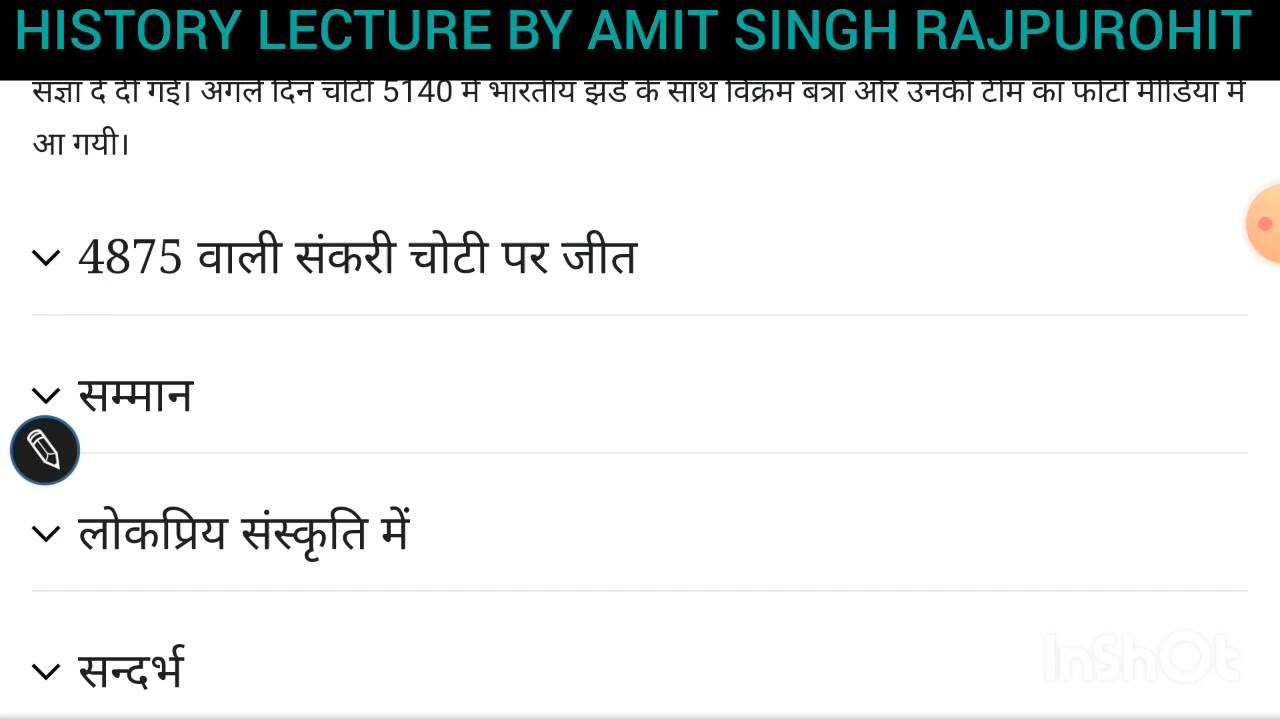 HISTORY LECTURE BY AMIT SINGH RAJPUROHIT
संज्ञा दे दी गई। अगले दिन चोटी 5140 में भारतीय झंडे के साथ विक्रम बत्रा और उनकी टीम का फोटो मीडिया में
आ गयी।
4875 वाली संकरी चोटी पर जीत
सम्मान
लोकप्रिय संस्कृति में
सन्दर्भ
InShOt